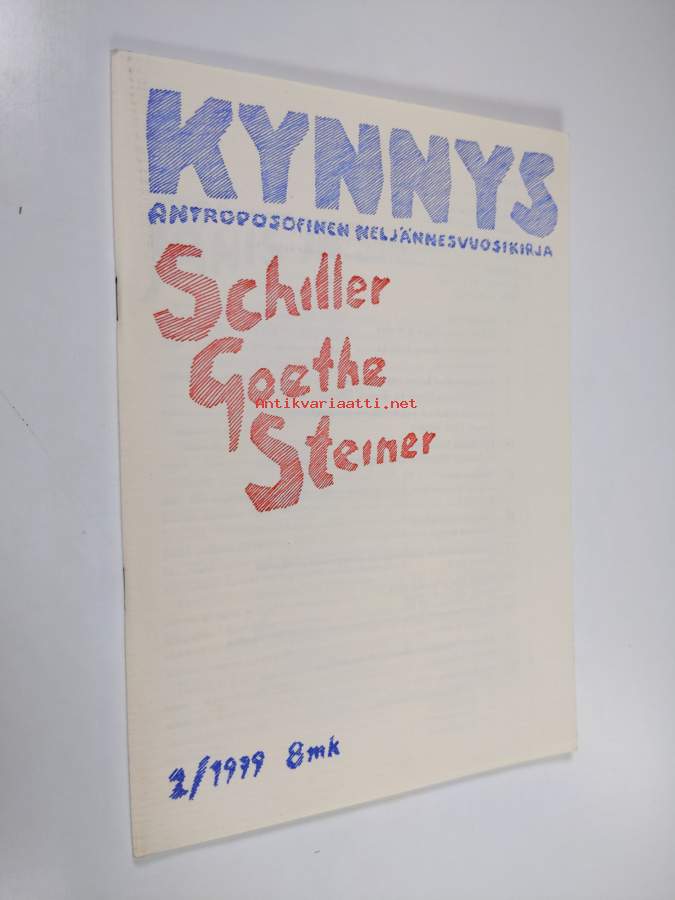 KYNNYS
ANTROPOSOFINEN NELJÄNNESVUOSIKIRJA
Schiller
Goethe
Antikvariaatti.net
Steiner
2/1979 8mk